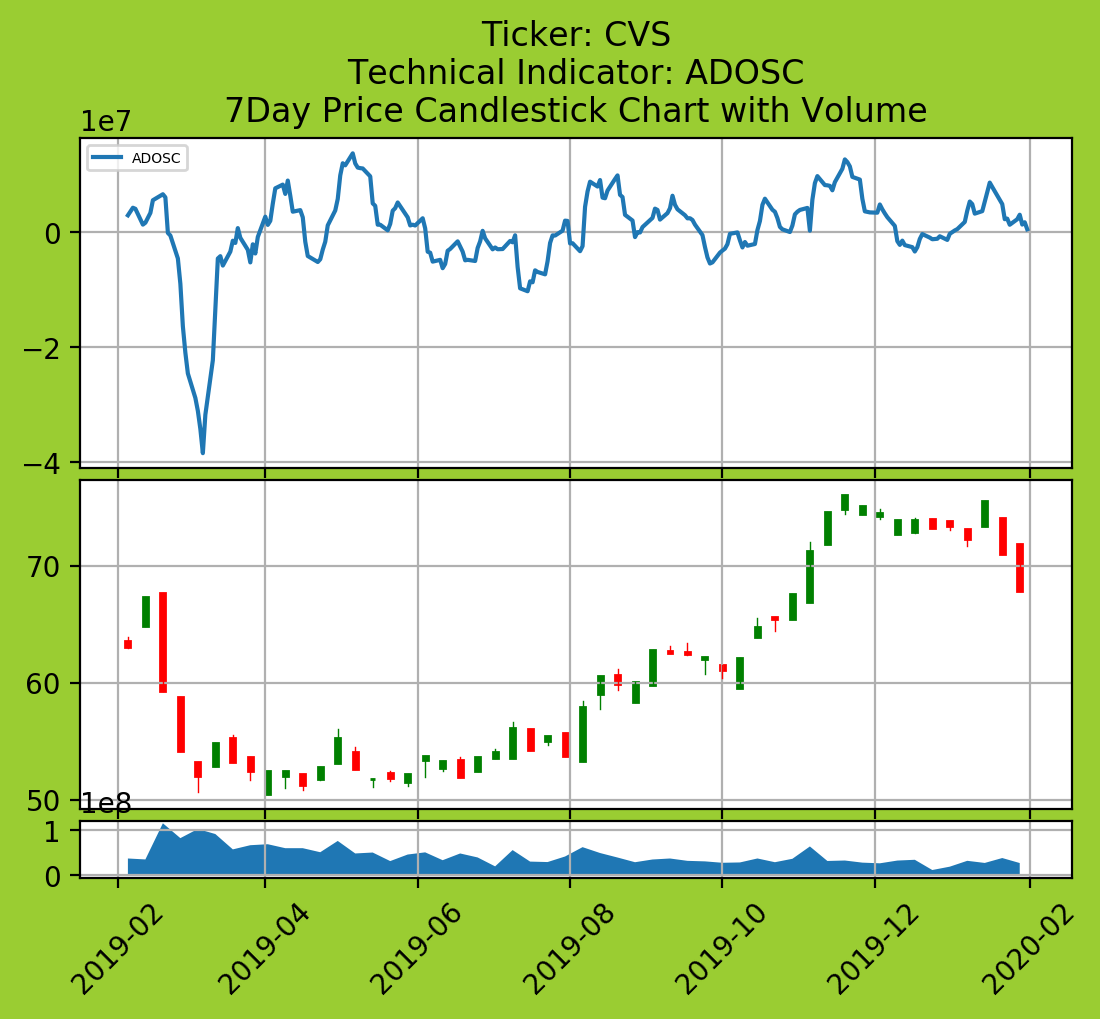 Ticker: CVS
Technical Indicator: ADOSC
7Day Price Candlestick Chart with Volume
1e7
ADOSC
0
−2
−4
70
60
50
1e8
1
0
2019-02
2019-04
2019-06
2019-08
2019-10
2019-12
2020-02